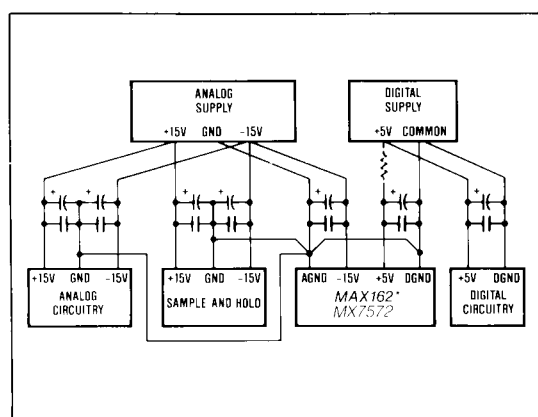 ANALOG
SUPPLY
+15V GND -15V
DIGITAL
SUPPLY
+5V COMMON
+ + + + + + +
+15V GND -15V
ANALOG
CIRCUITRY
+15V GND -15V
SAMPLE AND HOLD
AGND -15V +5V DGND
MAX162*
MX7572
+5V DGND
DIGITAL
CIRCUITRY